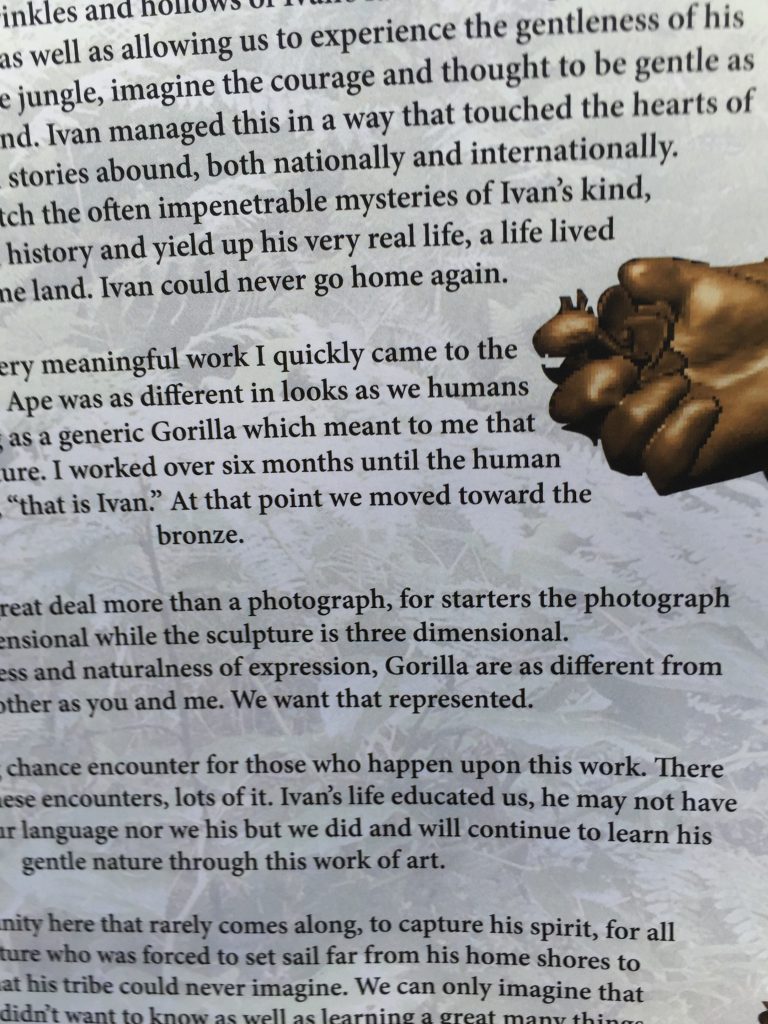 inkles and hollows of Ivan's
as well as allowing us to experience the gentleness of his
e jungle, imagine the courage and thought to be gentle as
nd. Ivan managed this in a way that touched the hearts of
stories abound, both nationally and internationally.
tch the often impenetrable mysteries of Ivan's kind,
history and yield up his very real life, a life lived
me land. Ivan could never go home again.
ery meaningful work I quickly came to the
Ape was as different in looks as we humans
g as a generic Gorilla which meant to me that
ure. I worked over six months until the human
, "that is Ivan." At that point we moved toward the
bronze.
reat deal more than a photograph, for starters the photograph
ensional while the sculpture is three dimensional.
ess and naturalness of expression, Gorilla are as different from
other as you and me. We want that represented.
chance encounter for those who happen upon this work. There
hese encounters, lots of it. Ivan's life educated us, he may not have
ur language nor we his but we did and will continue to learn his
gentle nature through this work of art.
nity here that rarely comes along, to capture his spirit, for all
ture who was forced to set sail far from his home shores to
at his tribe could never imagine. We can only imagine that
didn't want to know as well as learning a great many things